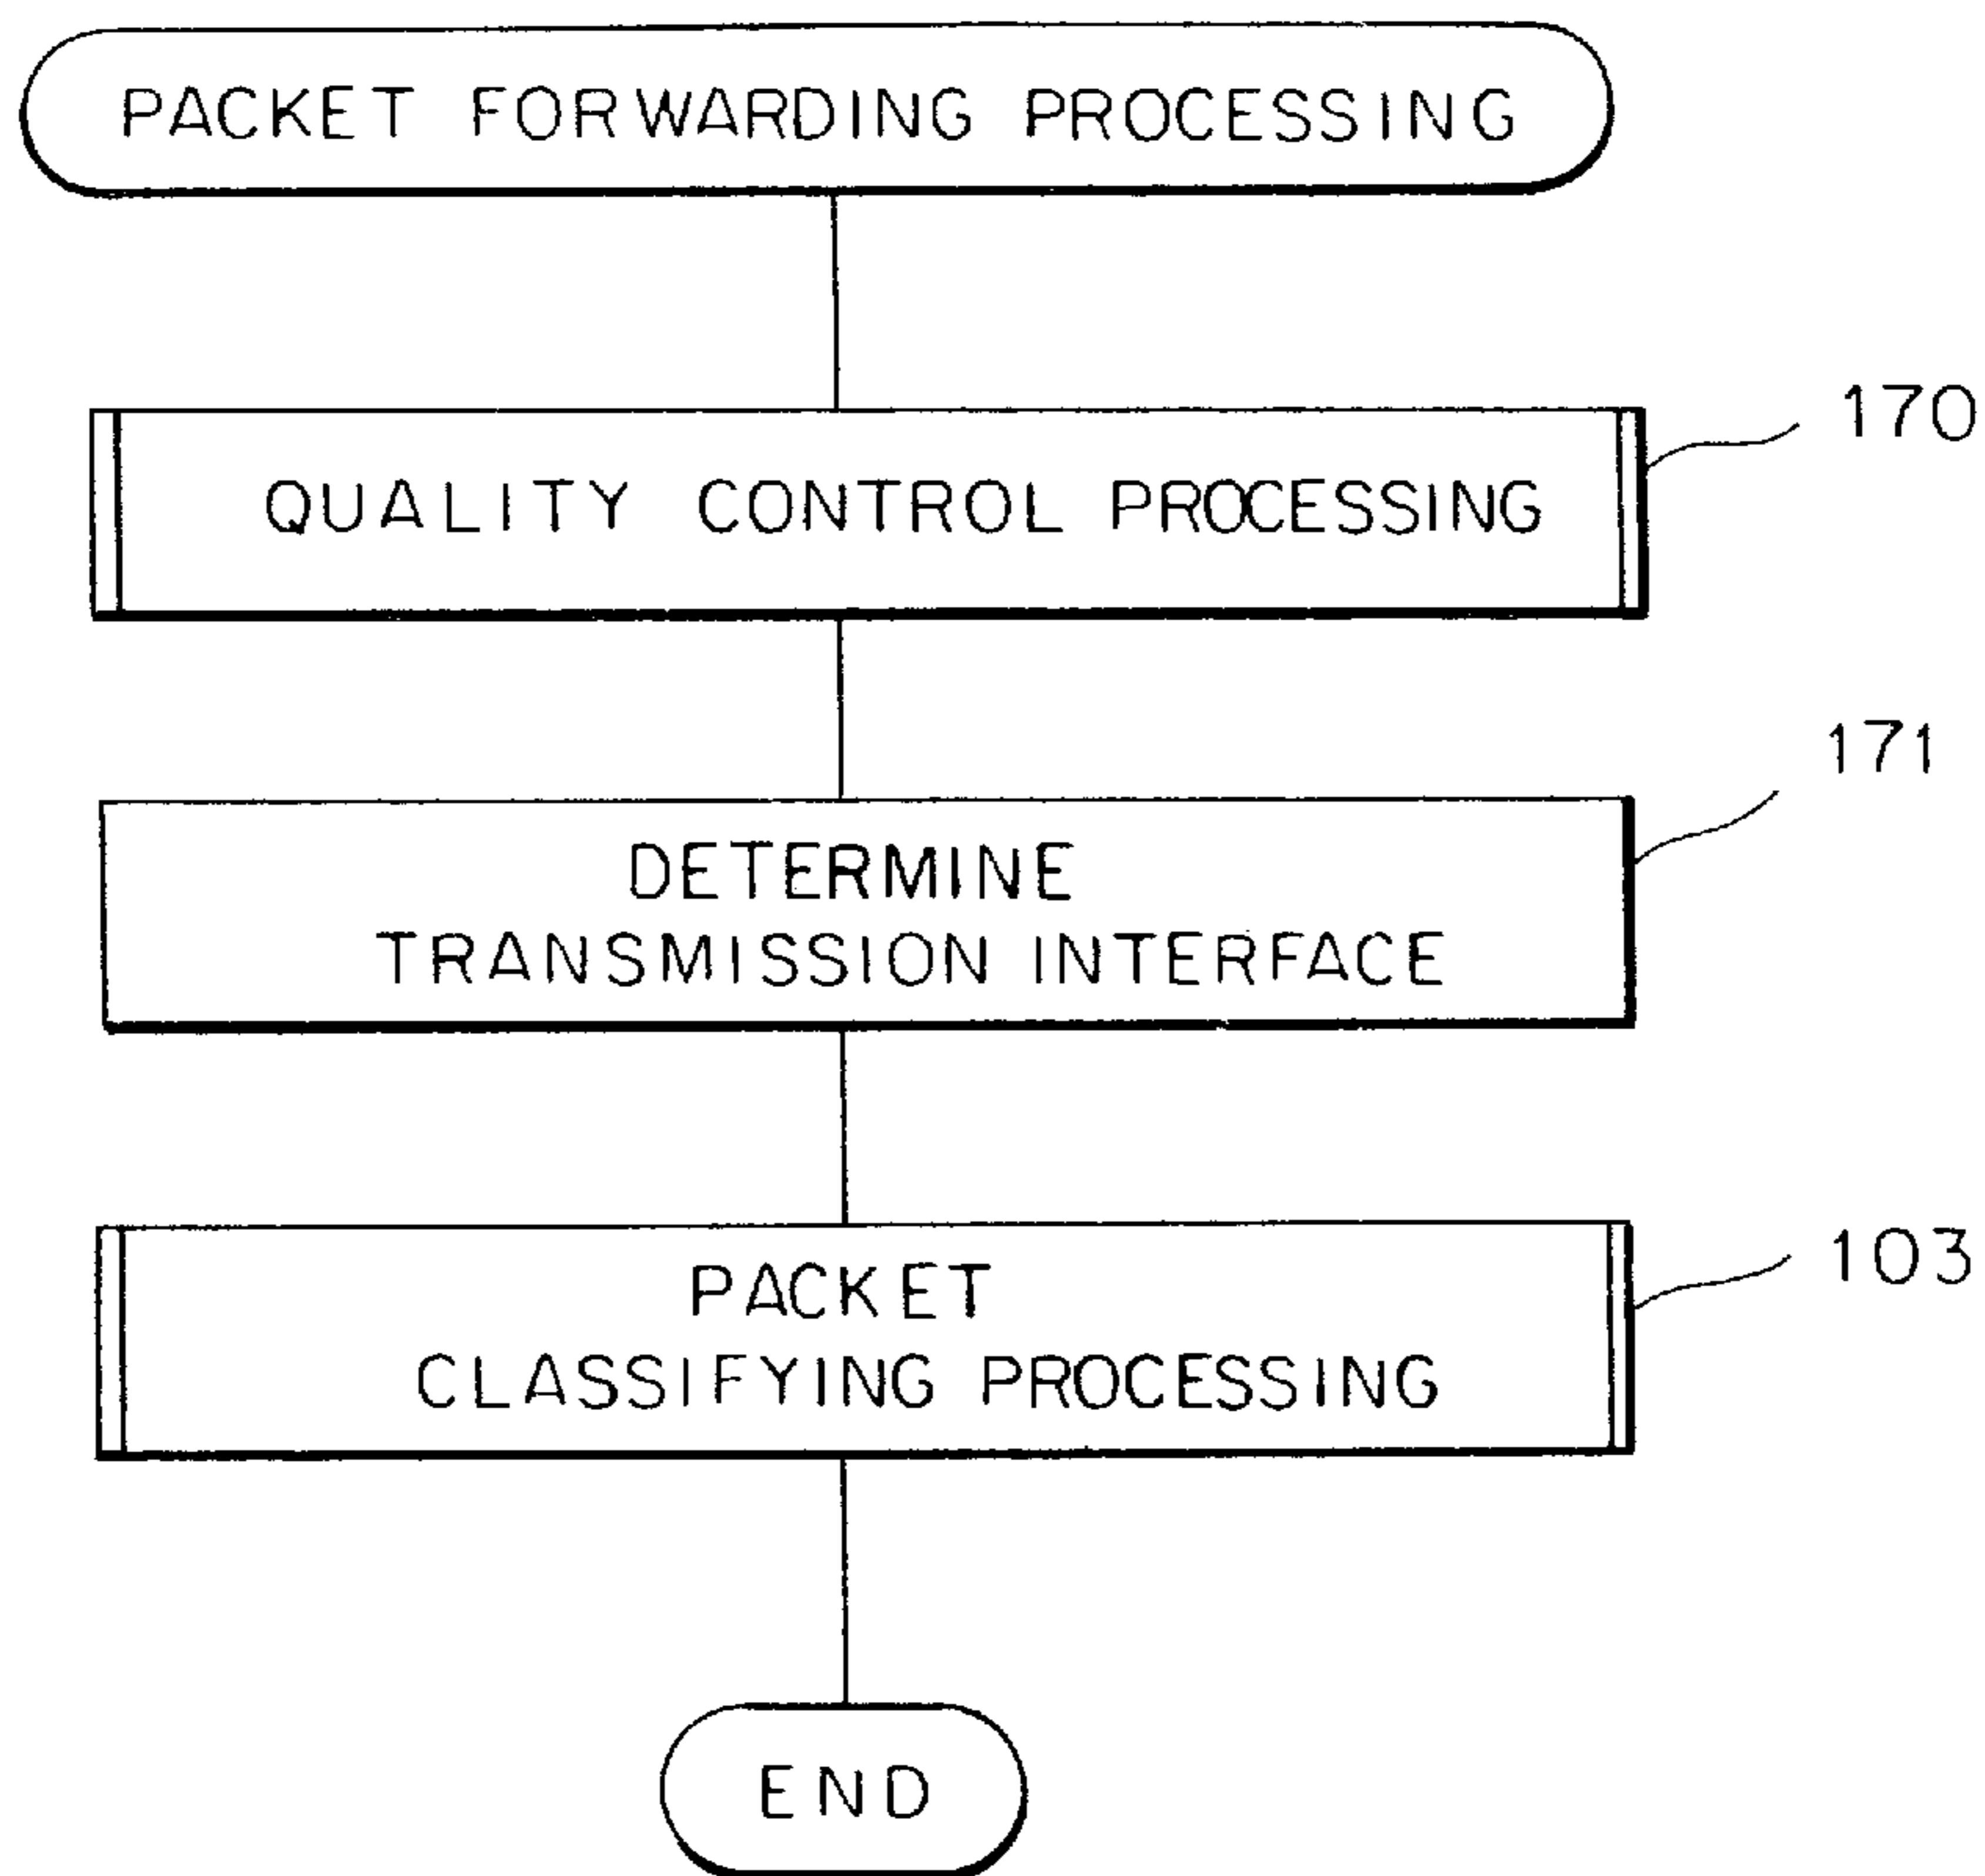 PACKET FORWARDING PROCESSING
170
QUALITY CONTROL PROCESSING
171
DETERMINE
TRANSMISSION INTERFACE
103
PACKET
CLASSIFYING PROCESSING
END